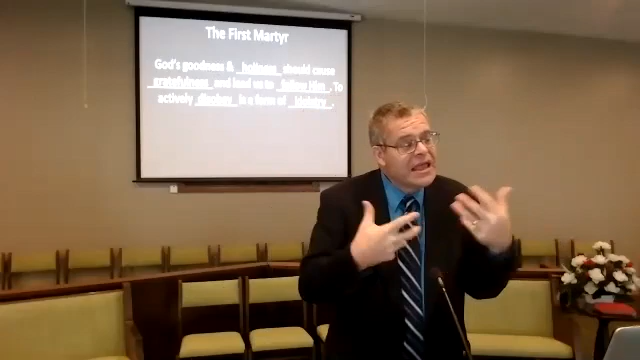 The First Martyr
God's goodness & holiness should cause
gratefulness and lead us to follow Him. To
actively disobey is a form of idolatry.